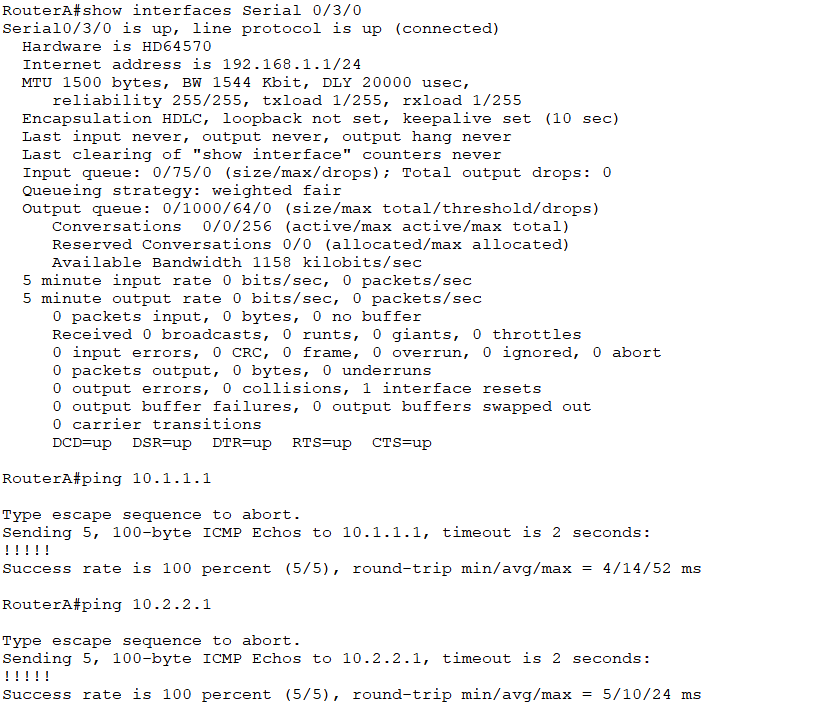 RouterA#show interfaces Serial 0/3/0
Serial0/3/0 is up, line protocol is up (connected)
Hardware is HD64570
Internet address is 192.168.1.1/24
MTU 1500 bytes, BW 1544 Kbit, DLY 20000 usec,
reliability 255/255, txload 1/255, rxload 1/255
Encapsulation HDLC, loopback not set, keepalive set (10 sec)
Last input never, output never, output hang never
Last clearing of "show interface" counters never
Input queue: 0/75/0 (size/max/drops); Total output drops: 0
Queueing strategy: weighted fair
Output queue: 0/1000/64/0 (size/max total/threshold/drops)
Conversations  0/0/256 (active/max active/max total)
Reserved Conversations 0/0 (allocated/max allocated)
Available Bandwidth 1158 kilobits/sec
5 minute input rate 0 bits/sec, 0 packets/sec
5 minute output rate 0 bits/sec, 0 packets/sec
0 packets input, 0 bytes, 0 no buffer
Received 0 broadcasts, 0 runts, 0 giants, 0 throttles
0 input errors, 0 CRC, 0 frame, 0 overrun, 0 ignored, 0 abort
0 packets output, 0 bytes, 0 underruns
0 output errors, 0 collisions, 1 interface resets
0 output buffer failures, 0 output buffers swapped out
0 carrier transitions
DCD=up  DSR=up  DTR=up  RTS=up  CTS=up
RouterA#ping 10.1.1.1
Type escape sequence to abort.
Sending 5, 100-byte ICMP Echos to 10.1.1.1, timeout is 2 seconds:
!!!!!
Success rate is 100 percent (5/5), round-trip min/avg/max = 4/14/52 ms
RouterA#ping 10.2.2.1
Type escape sequence to abort.
Sending 5, 100-byte ICMP Echos to 10.2.2.1, timeout is 2 seconds:
!!!!!
Success rate is 100 percent (5/5), round-trip min/avg/max = 5/10/24 ms